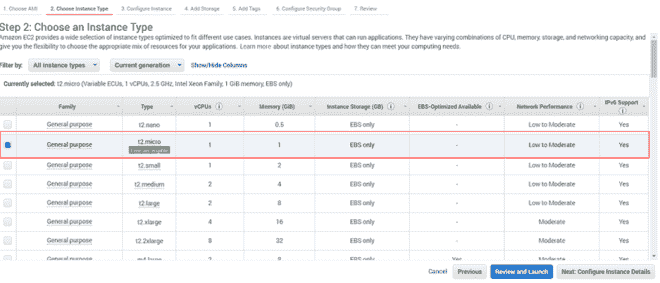 1. Choose AMI 2. Choose Instance Type 3. Configure Instance 4. Add Storage 5. Add Tags 6. Configure Security Group 7. Review
Step 2: Choose an Instance Type
Amazon EC2 provides a wide selection of instance types optimized to fit different use cases. Instances are virtual servers that can run applications. They have varying combinations of CPU, memory, storage, and networking capacity, and
give you the flexibility to choose the appropriate mix of resources for your applications. Learn more about instance types and how they can meet your computing needs.
Filter by: All instance types Current generation Show/Hide Columns
Currently selected: t2.micro (Variable ECUs, 1 vCPUs, 2.5 GHz, Intel Xeon Family, 1 GiB memory, EBS only)
Family Type vCPUs Memory (GiB) Instance Storage (GB) EBS-Optimized Available Network Performance IPv6 Support
General purpose t2.nano 1 0.5 EBS only - Low to Moderate Yes
General purpose t2.micro 1 1 EBS only - Low to Moderate Yes
Free tier eligible
General purpose t2.small 1 2 EBS only - Low to Moderate Yes
General purpose t2.medium 2 4 EBS only - Low to Moderate Yes
General purpose t2.large 2 8 EBS only - Low to Moderate Yes
General purpose t2.xlarge 4 16 EBS only - Moderate Yes
General purpose t2.2xlarge 8 32 EBS only - Moderate Yes
General purpose m4.large 2 8 EBS only Yes Moderate Yes
Cancel Previous Review and Launch Next: Configure Instance Details